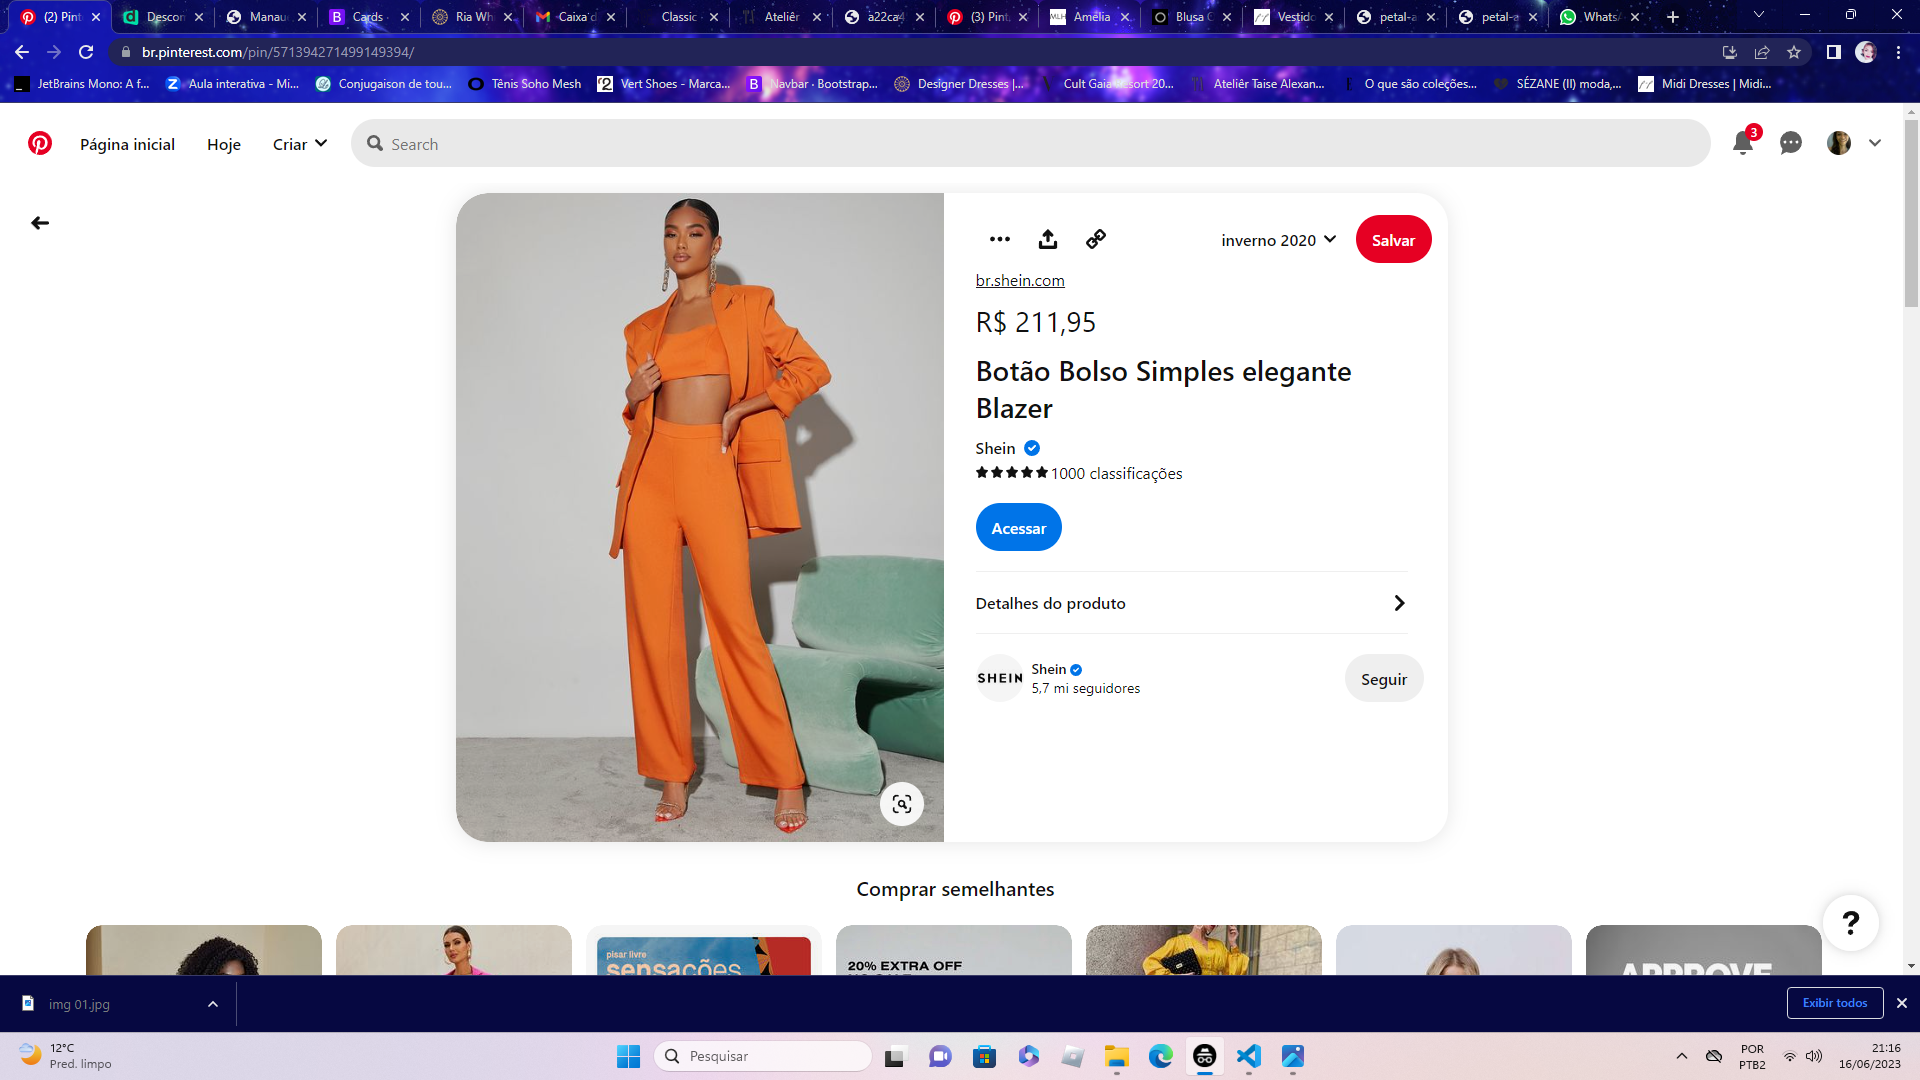 (2) Pint
Descon
Manau
Cards ·
Ria Wh
Caixa d
Classic
Ateliêr
a22ca4
(3) Pint
Amélia
Blusa C
Vestido
petal-a
petal-a
WhatsA
br.pinterest.com/pin/571394271499149394/
JetBrains Mono: A f...
Aula interativa - Mi...
Conjugaison de tou...
Tênis Soho Mesh
Vert Shoes - Marca...
Navbar · Bootstrap...
Designer Dresses |...
Cult Gaia Resort 20...
Ateliêr Taise Alexan...
O que são coleções...
SÉZANE (II) moda,...
Midi Dresses | Midi...
Página inicial
Hoje
Criar
Search
3
inverno 2020
Salvar
br.shein.com
R$ 211,95
Botão Bolso Simples elegante
Blazer
Shein
1000 classificações
Acessar
Detalhes do produto
SHEIN
Shein
5,7 mi seguidores
Seguir
Comprar semelhantes
pisar livre
sensações
20% EXTRA OFF
APPROVE
?
img 01.jpg
Exibir todos
12°C
Pred. limpo
Pesquisar
POR
PTB2
21:16
16/06/2023